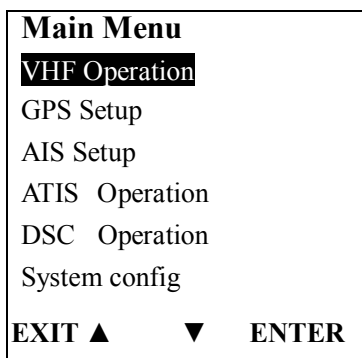 Main Menu
VHF Operation
GPS Setup
AIS Setup
ATIS Operation
DSC Operation
System config
EXIT ▲ ▼ ENTER